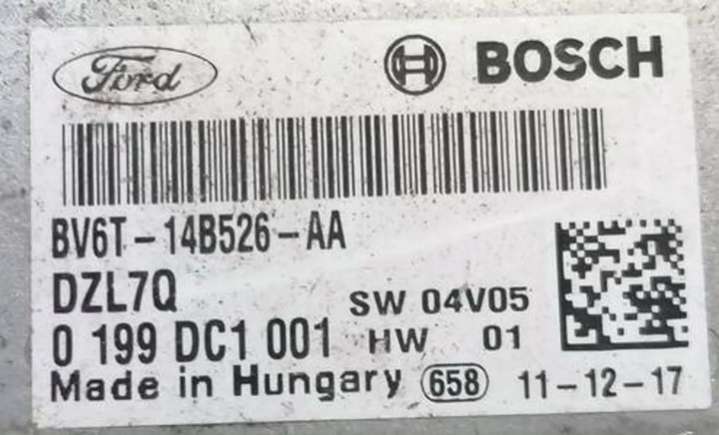 Ford BOSCH
BV6T-14B526-AA
DZL7Q
SW 04V05
0 199 DC1 001 HW 01
Made in Hungary 658 11-12-17